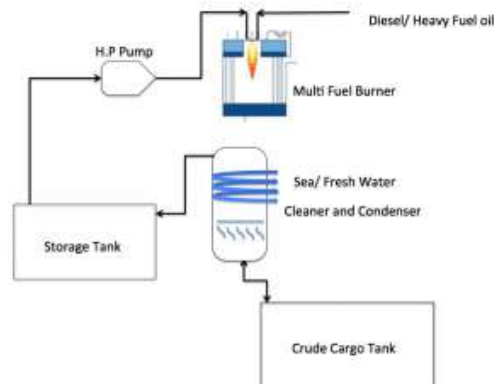 Diesel/ Heavy Fuel oil
H.P Pump
Multi Fuel Burner
Sea/ Fresh Water
Cleaner and Condenser
Storage Tank
Crude Cargo Tank